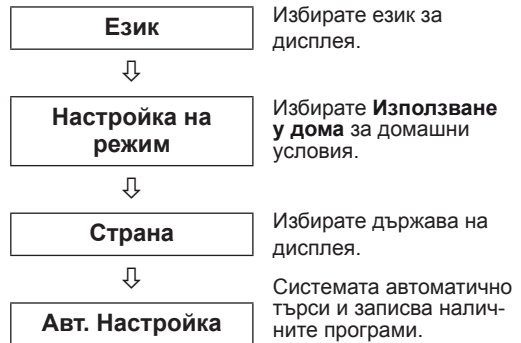 Език
Избирате език за
дисплея.
Настройка на
режим
Избирате Използване
у дома за домашни
условия.
Страна
Избирате държава на
дисплея.
Авт. Настройка
Системата автоматично
търси и записва налич-
ните програми.